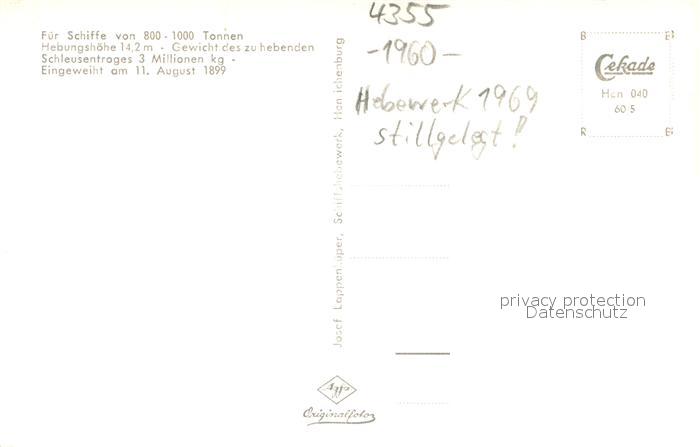 Für Schiffe von 800 - 1000 Tonnen
Hebungshöhe 14,2 m - Gewicht des zu hebenden
Schleusentroges 3 Millionen kg -
Eingeweiht am 11. August 1899
4355
-1960-
Hebewerk 1969
stillgelegt!
Josef Lappenküper, Schiffshebewerk, Henrichenburg
Cekade
Hen 040
60/5
privacy protection
Datenschutz
Agfa
Originalfoto